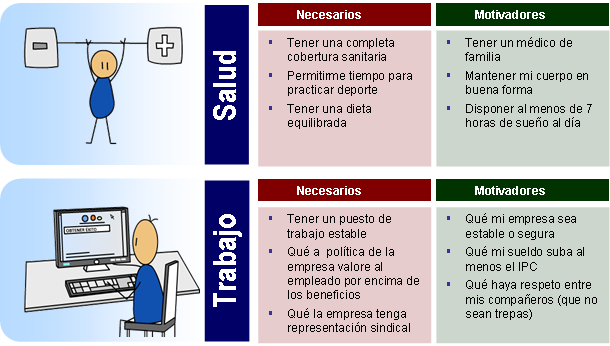 Salud
Necesarios
Tener una completa
cobertura sanitaria
Permitirme tiempo para
practicar deporte
Tener una dieta
equilibrada
Motivadores
Tener un médico de
familia
Mantener mi cuerpo en
buena forma
Disponer al menos de 7
horas de sueño al día
OBTENER ÉXITO
Trabajo
Necesarios
Tener un puesto de
trabajo estable
Qué a política de la
empresa valore al
empleado por encima de
los beneficios
Qué la empresa tenga
representación sindical
Motivadores
Qué mi empresa sea
estable o segura
Qué mi sueldo suba al
menos el IPC
Qué haya respeto entre
mis compañeros (que no
sean trepas)